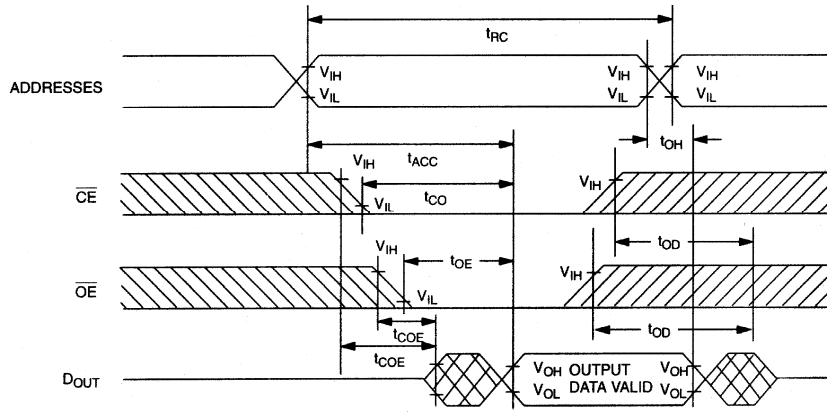 tRC
ADDRESSES
VIH VIH VIH
VIL VIL VIL
tOH
tACC
VIH
CE VIH
tCO
VIL
tOD
VIH tOE
OE VIH
VIL
tCOE tOD
tCOE
DOUT VOH OUTPUT VOH
VOL DATA VALID VOL